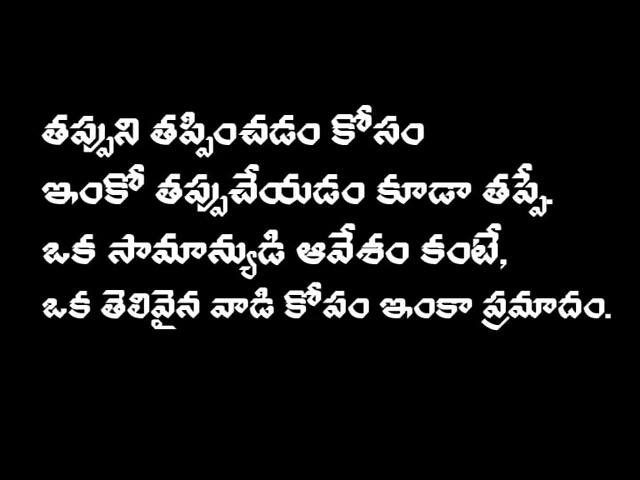 తప్పుని తప్పించడం కోసం
ఇంకో తప్పుచేయడం కూడా తప్పే.
ఒక సామాన్యుడి ఆవేశం కంటే,
ఒక తెలివైన వాడి కోపం ఇంకా ప్రమాదం.